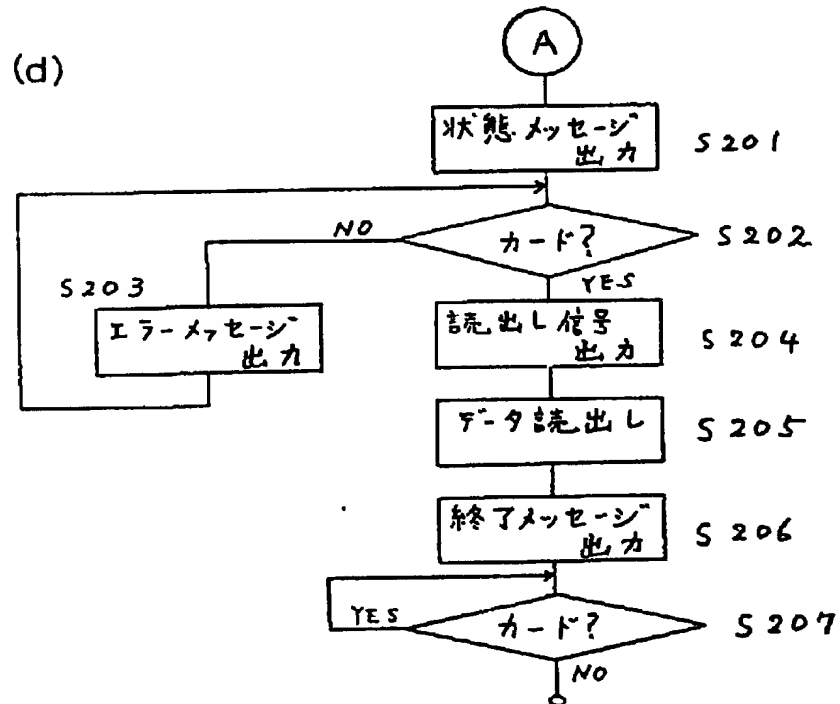 (d)
A
状態メッセージ
出力
S201
カード?
S202
NO
YES
S203
エラーメッセージ
出力
読出し信号
出力
S204
データ読出し
S205
終了メッセージ
出力
S206
カード?
S207
YES
NO